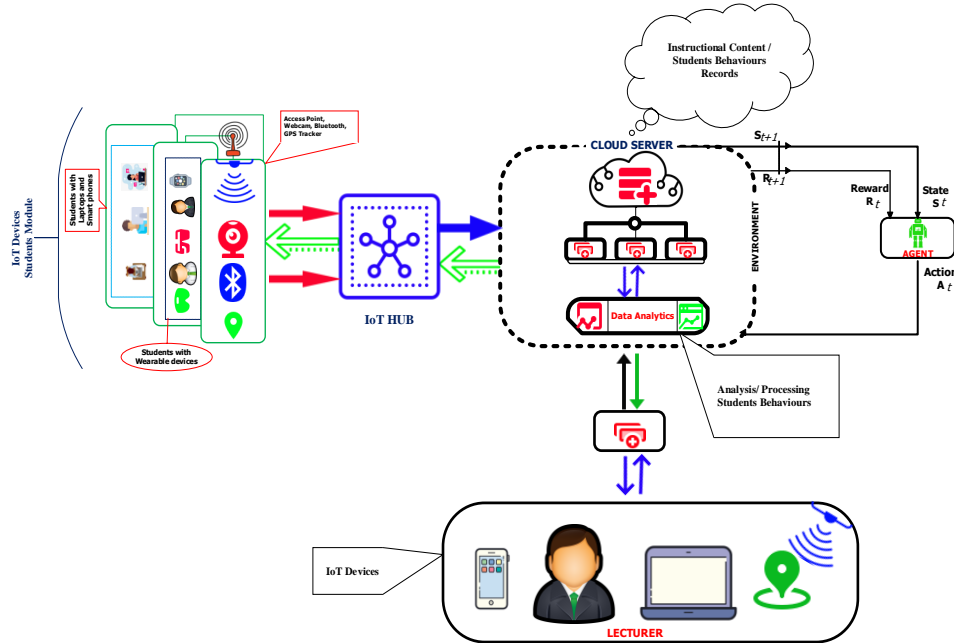 Instructional Content /
Students Behaviours
Records
Access Point,
Webcam, Bluetooth,
GPS Tracker
Students with
Laptops and
Smart phones
IoT Devices
Students Module
Students with
Wearable devices
IoT HUB
CLOUD SERVER
ENVIRONMENT
S t+1
R t+1
Reward
R t
State
S t
AGENT
Action
A t
Data Analytics
Analysis/ Processing
Students Behaviours
IoT Devices
LECTURER